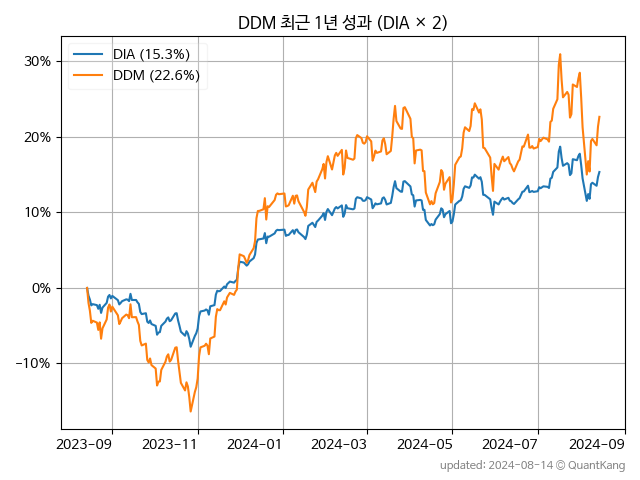 DDM 최근 1년 성과 (DIA × 2)
DIA (15.3%)
DDM (22.6%)
30%
20%
10%
0%
−10%
2023-09 2023-11 2024-01 2024-03 2024-05 2024-07 2024-09
updated: 2024-08-14 © QuantKang